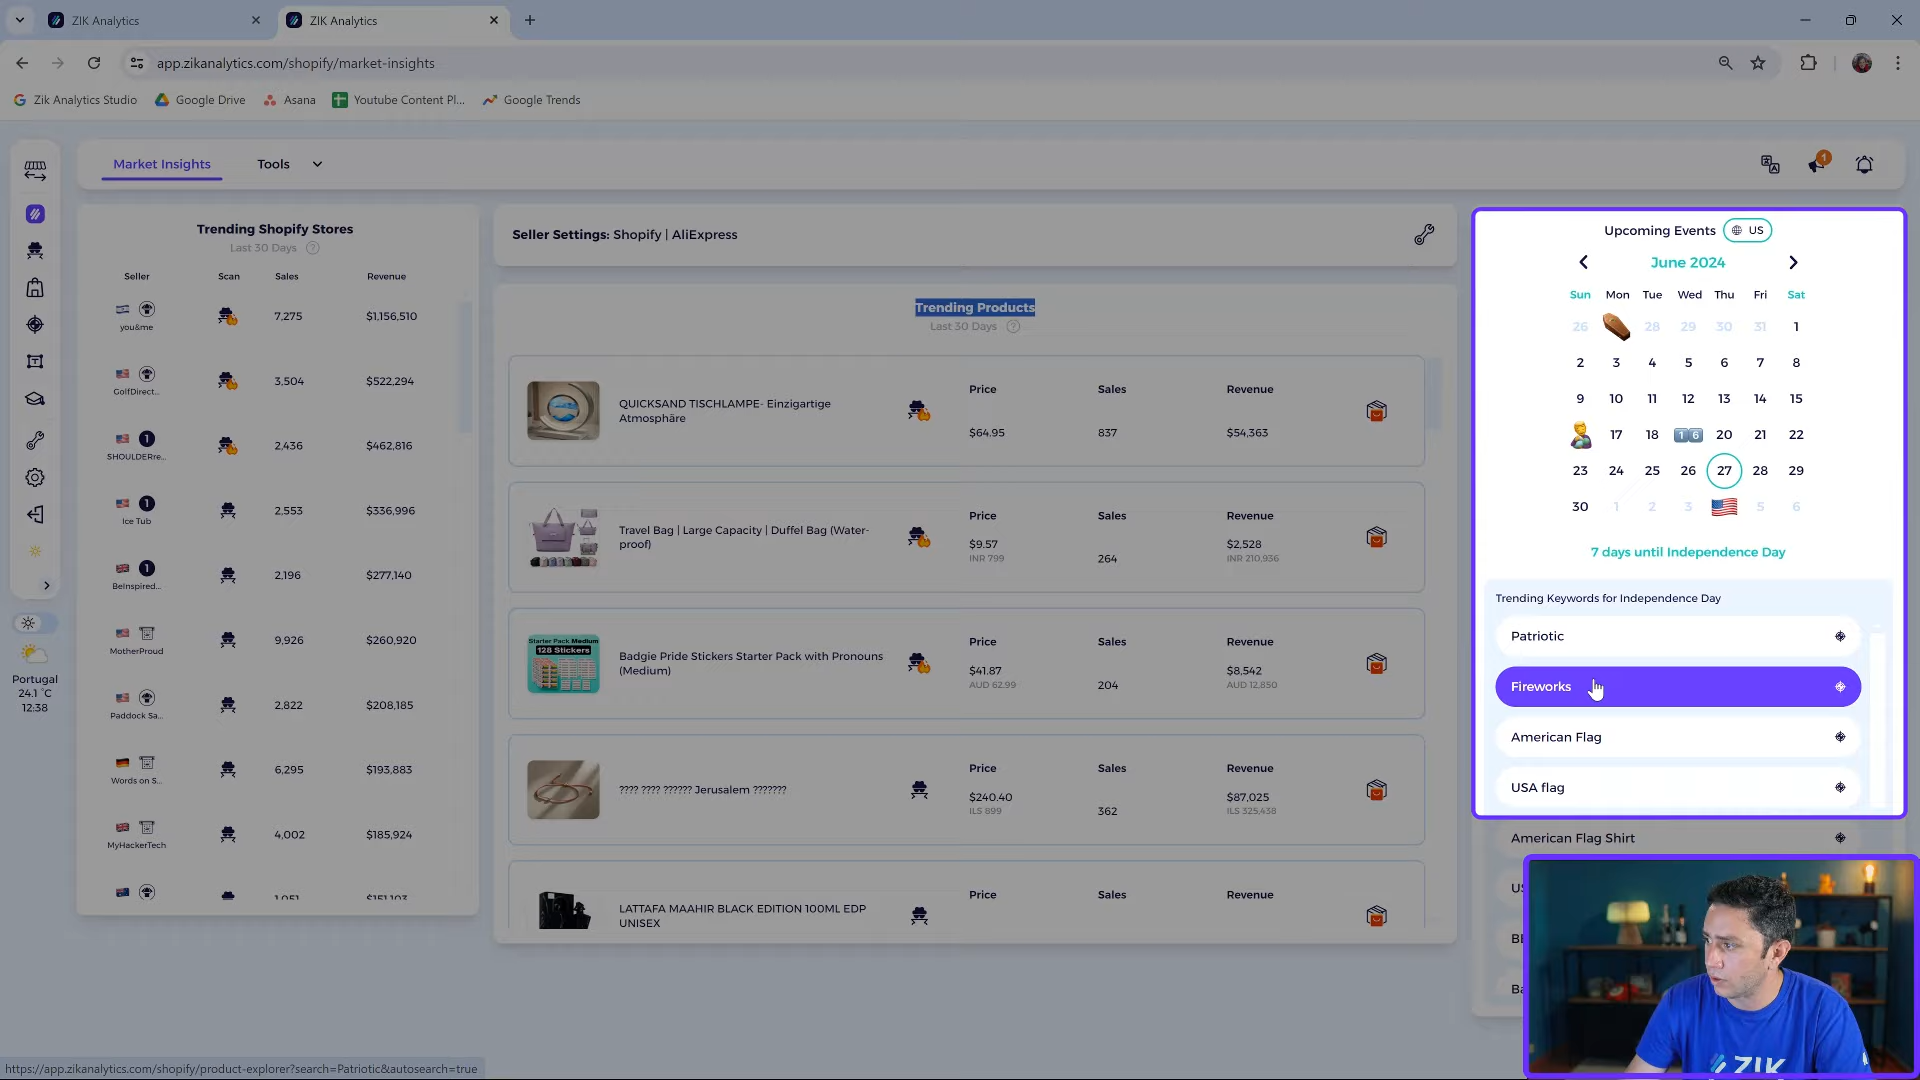 ZIK Analytics
ZIK Analytics
app.zikanalytics.com/shopify/market-insights
Zik Analytics Studio
Google Drive
Asana
Youtube Content Pl...
Google Trends
Market Insights
Tools
1
Trending Shopify Stores
Last 30 Days ?
Seller Scan Sales Revenue
you&me 7,275 $1,156,510
GolfDirect... 3,504 $522,294
1
SHOULDERre... 2,436 $462,816
1
Ice Tub 2,553 $336,996
1
BeInspired... 2,196 $277,140
MotherProud 9,926 $260,920
Paddock Sa... 2,822 $208,185
Words on S... 6,295 $193,883
MyHackerTech 4,002 $185,924
1,051 $151,103
Portugal
24.1 °C
12:38
Seller Settings: Shopify | AliExpress
Trending Products
Last 30 Days ?
QUICKSAND TISCHLAMPE- Einzigartige
Atmosphäre
Price Sales Revenue
$64.95 837 $54,363
Travel Bag | Large Capacity | Duffel Bag (Water-
proof)
Price Sales Revenue
$9.57 264 $2,528
INR 799 INR 210,936
Starter Pack Medium
128 Stickers
Badgie Pride Stickers Starter Pack with Pronouns
(Medium)
Price Sales Revenue
$41.87 204 $8,542
AUD 62.99 AUD 12,850
???? ???? ?????? Jerusalem ???????
Price Sales Revenue
$240.40 362 $87,025
ILS 899 ILS 325,438
LATTAFA MAAHIR BLACK EDITION 100ML EDP
UNISEX
Price Sales Revenue
Upcoming Events US
June 2024
Sun Mon Tue Wed Thu Fri Sat
26 28 29 30 31 1
2 3 4 5 6 7 8
9 10 11 12 13 14 15
17 18 1 6 20 21 22
23 24 25 26 27 28 29
30 1 2 3 5 6
7 days until Independence Day
Trending Keywords for Independence Day
Patriotic
Fireworks
American Flag
USA flag
American Flag Shirt
ZIK
https://app.zikanalytics.com/shopify/product-explorer?search=Patriotic&autosearch=true